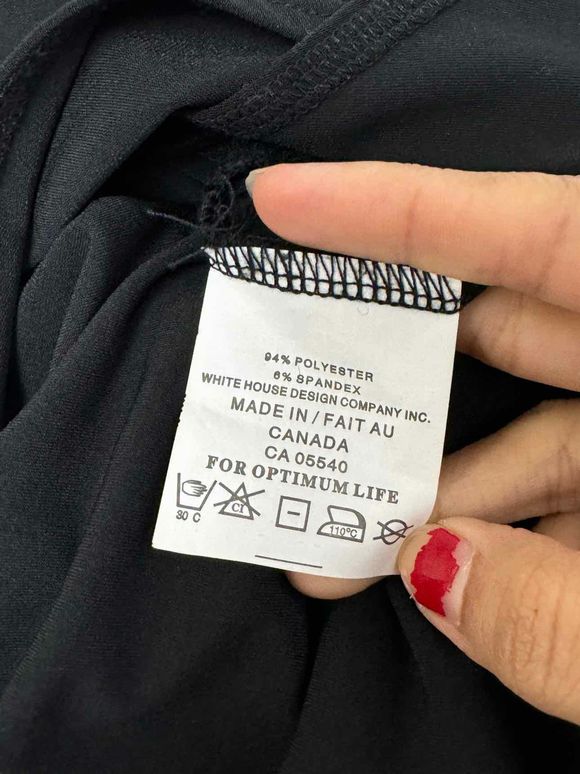 94% POLYESTER
6% SPANDEX
WHITE HOUSE DESIGN COMPANY INC.
MADE IN / FAIT AU
CANADA
CA 05540
FOR OPTIMUM LIFE
30 C
Cl
110°C